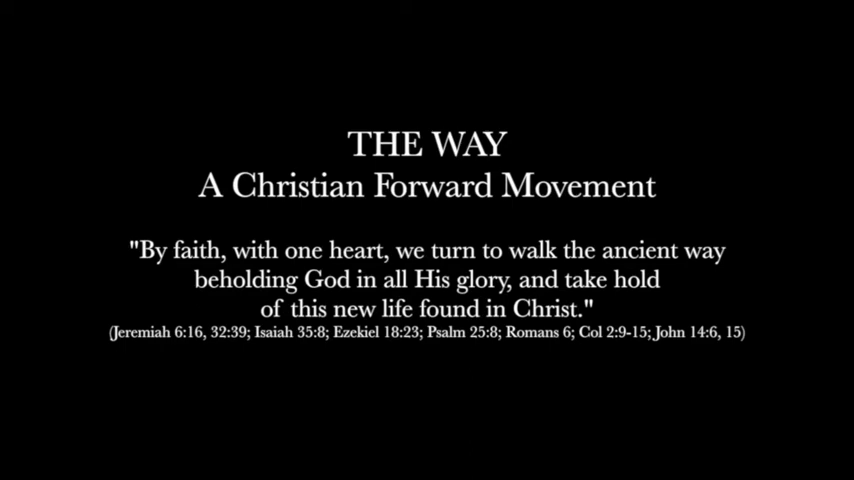 THE WAY
A Christian Forward Movement
"By faith, with one heart, we turn to walk the ancient way
beholding God in all His glory, and take hold
of this new life found in Christ."
(Jeremiah 6:16, 32:39; Isaiah 35:8; Ezekiel 18:23; Psalm 25:8; Romans 6; Col 2:9-15; John 14:6, 15)